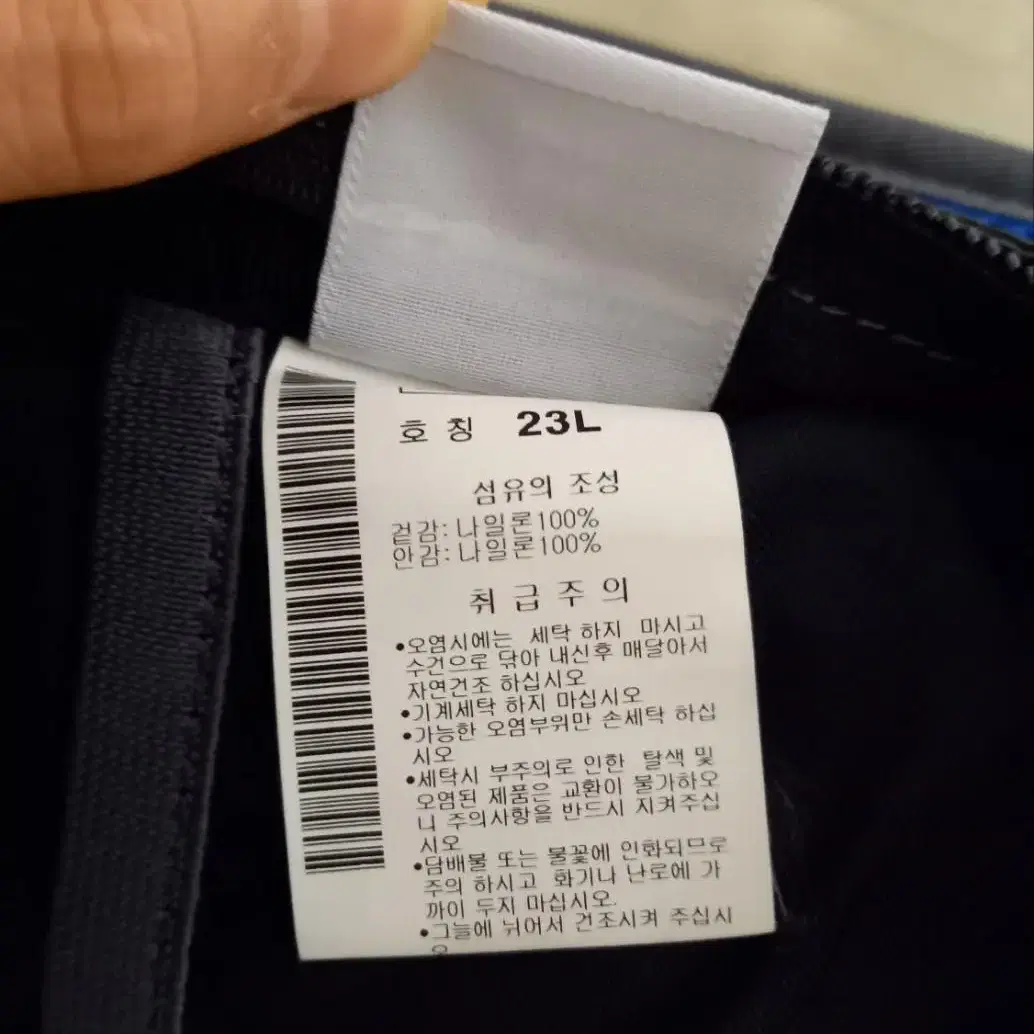 호칭 23L
섬유의 조성
겉감: 나일론100%
안감: 나일론100%
취급주의
•오염시에는 세탁 하지 마시고
수건으로 닦아 내신후 매달아서
자연건조 하십시오
•기계세탁 하지 마십시오
•가능한 오염부위만 손세탁 하십
시오
•세탁시 부주의로 인한 탈색 및
오염된 제품은 교환이 불가하오
니 주의사항을 반드시 지켜주십
시오
•담배불 또는 불꽃에 인화되므로
주의 하시고 화기나 난로에 가
까이 두지 마십시오.
•그늘에 뉘어서 건조시켜 주십시
오